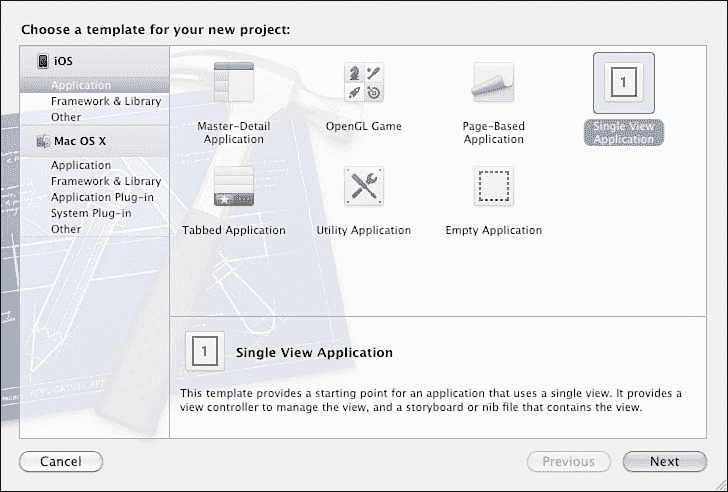 Choose a template for your new project:
iOS
Application
Framework & Library
Other
Mac OS X
Application
Framework & Library
Application Plug-in
System Plug-in
Other
Master-Detail
Application
OpenGL Game
Page-Based
Application
1
Single View
Application
Tabbed Application
Utility Application
Empty Application
1
Single View Application
This template provides a starting point for an application that uses a single view. It provides a
view controller to manage the view, and a storyboard or nib file that contains the view.
Cancel
Previous
Next